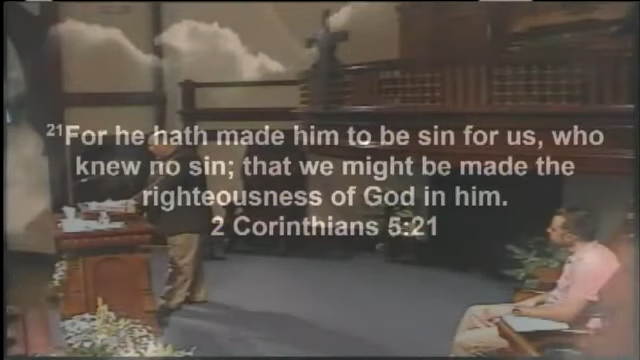 21For he hath made him to be sin for us, who
knew no sin; that we might be made the
righteousness of God in him.
2 Corinthians 5:21